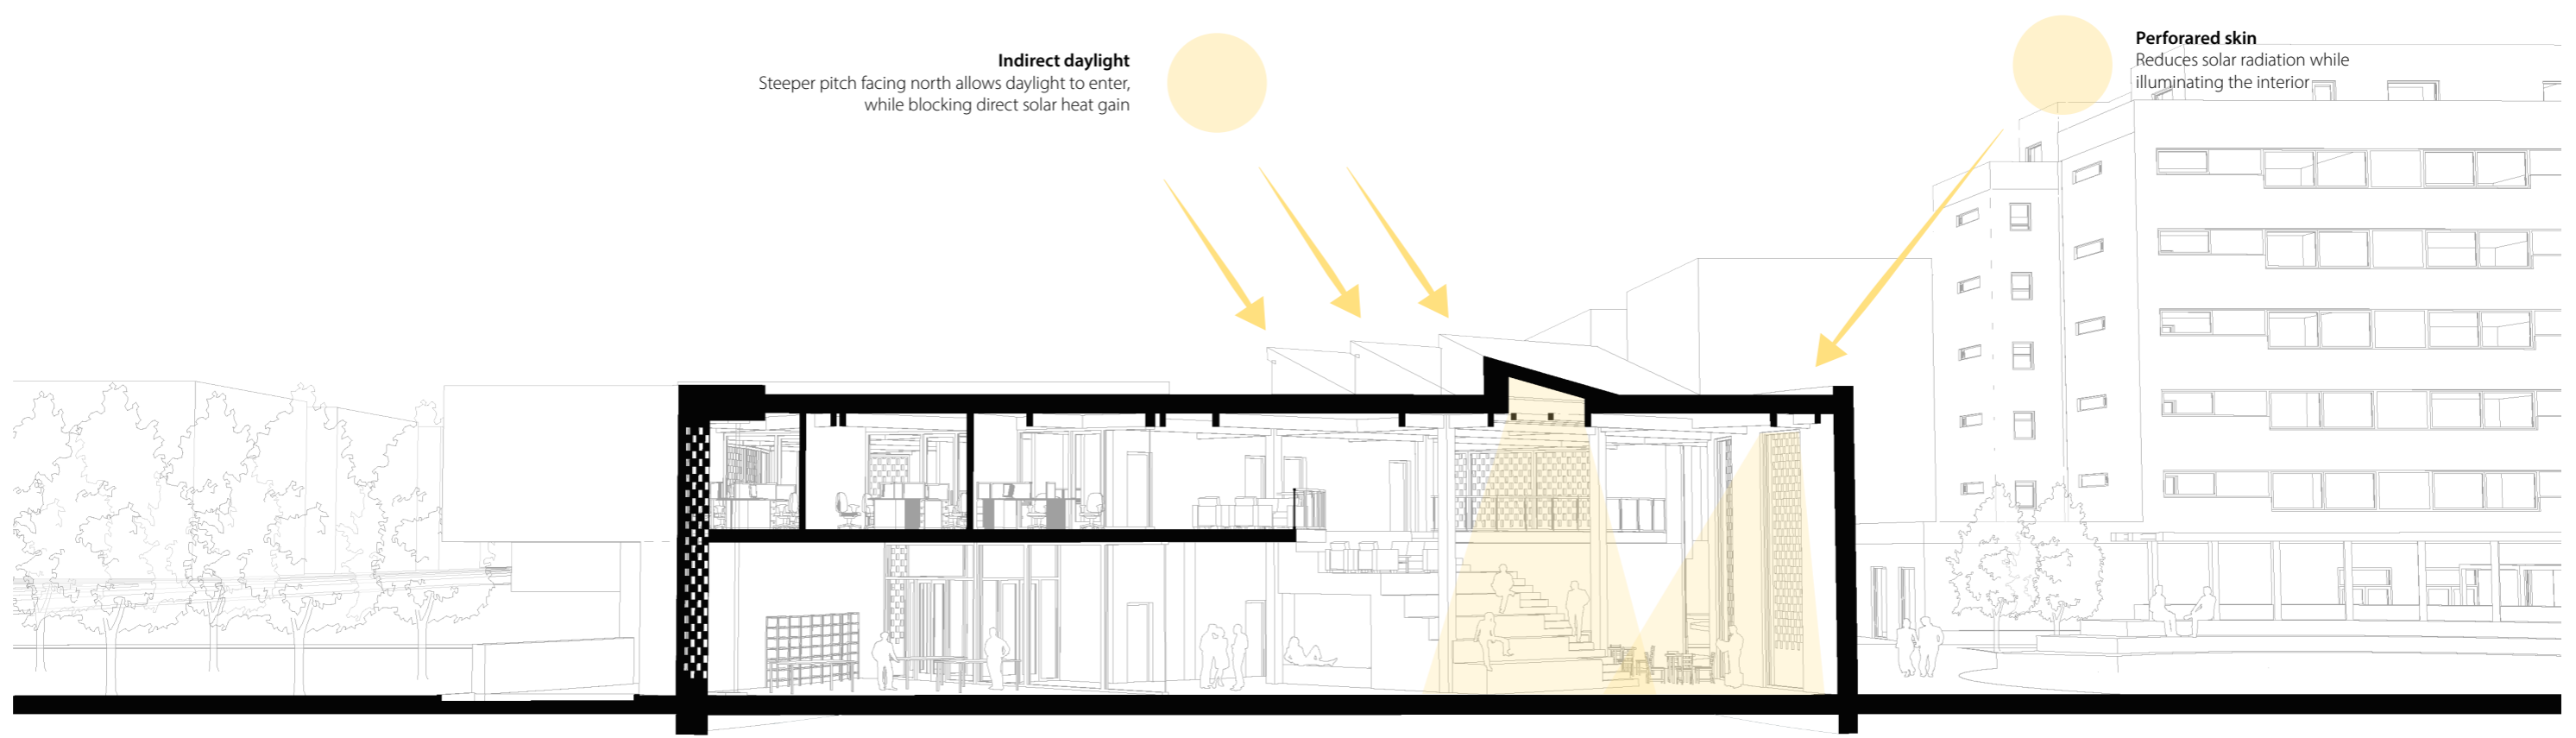 Indirect daylight
Steeper pitch facing north allows daylight to enter,
while blocking direct solar heat gain
Perforared skin
Reduces solar radiation while
illuminating the interior